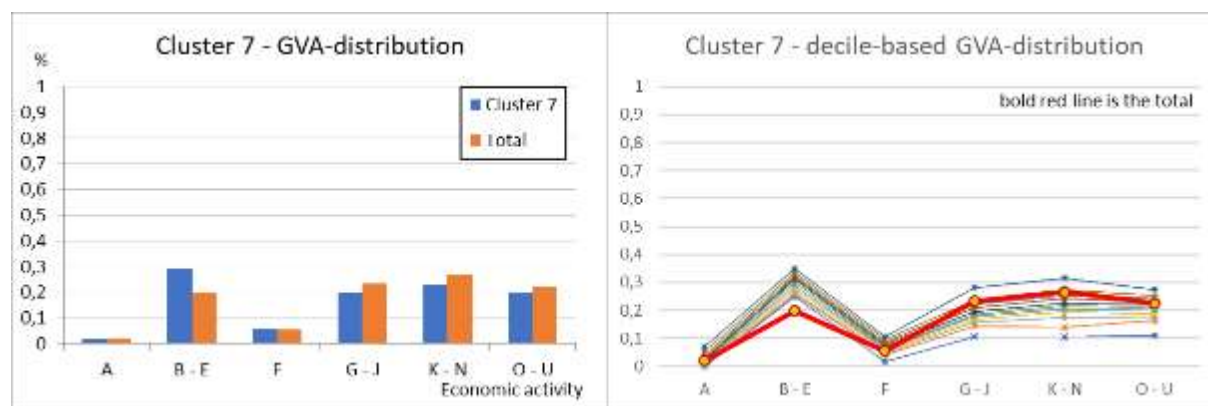 Cluster 7 - GVA-distribution
%
1
0,9
0,8
0,7
0,6
0,5
0,4
0,3
0,2
0,1
0
Cluster 7
Total
A B - E F G - J K - N O - U
Economic activity
Cluster 7 - decile-based GVA-distribution
bold red line is the total
1
0,9
0,8
0,7
0,6
0,5
0,4
0,3
0,2
0,1
0
A B - E F G - J K - N O - U